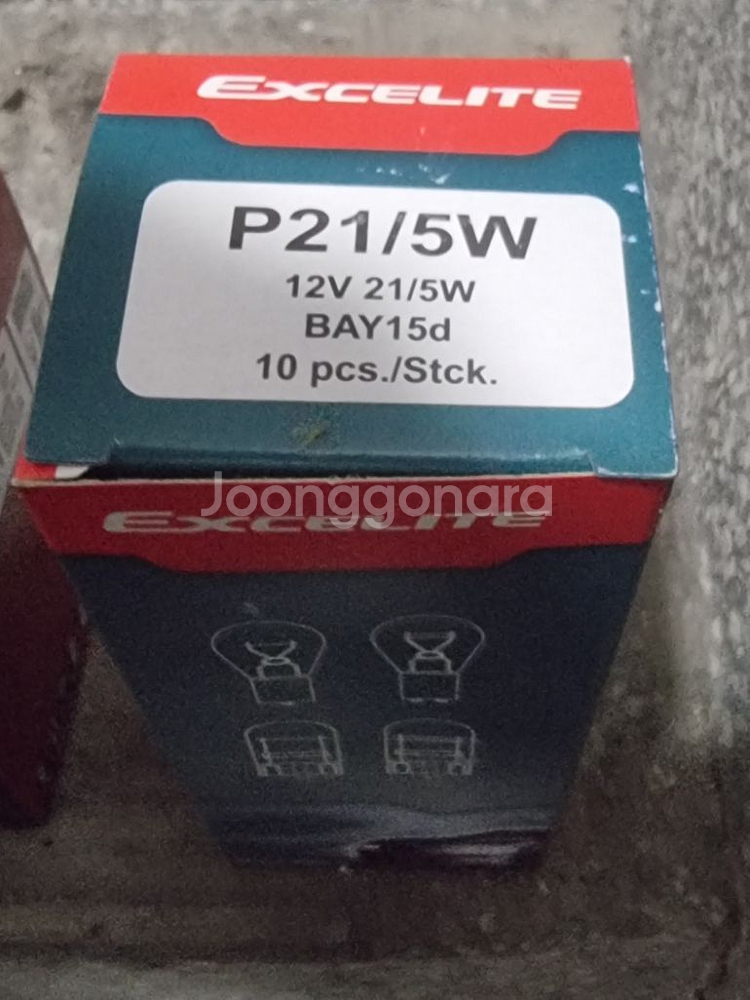 EXCELITE
P21/5W
12V 21/5W
BAY15d
10 pcs./Stck.
Joonggonara
EXCELITE